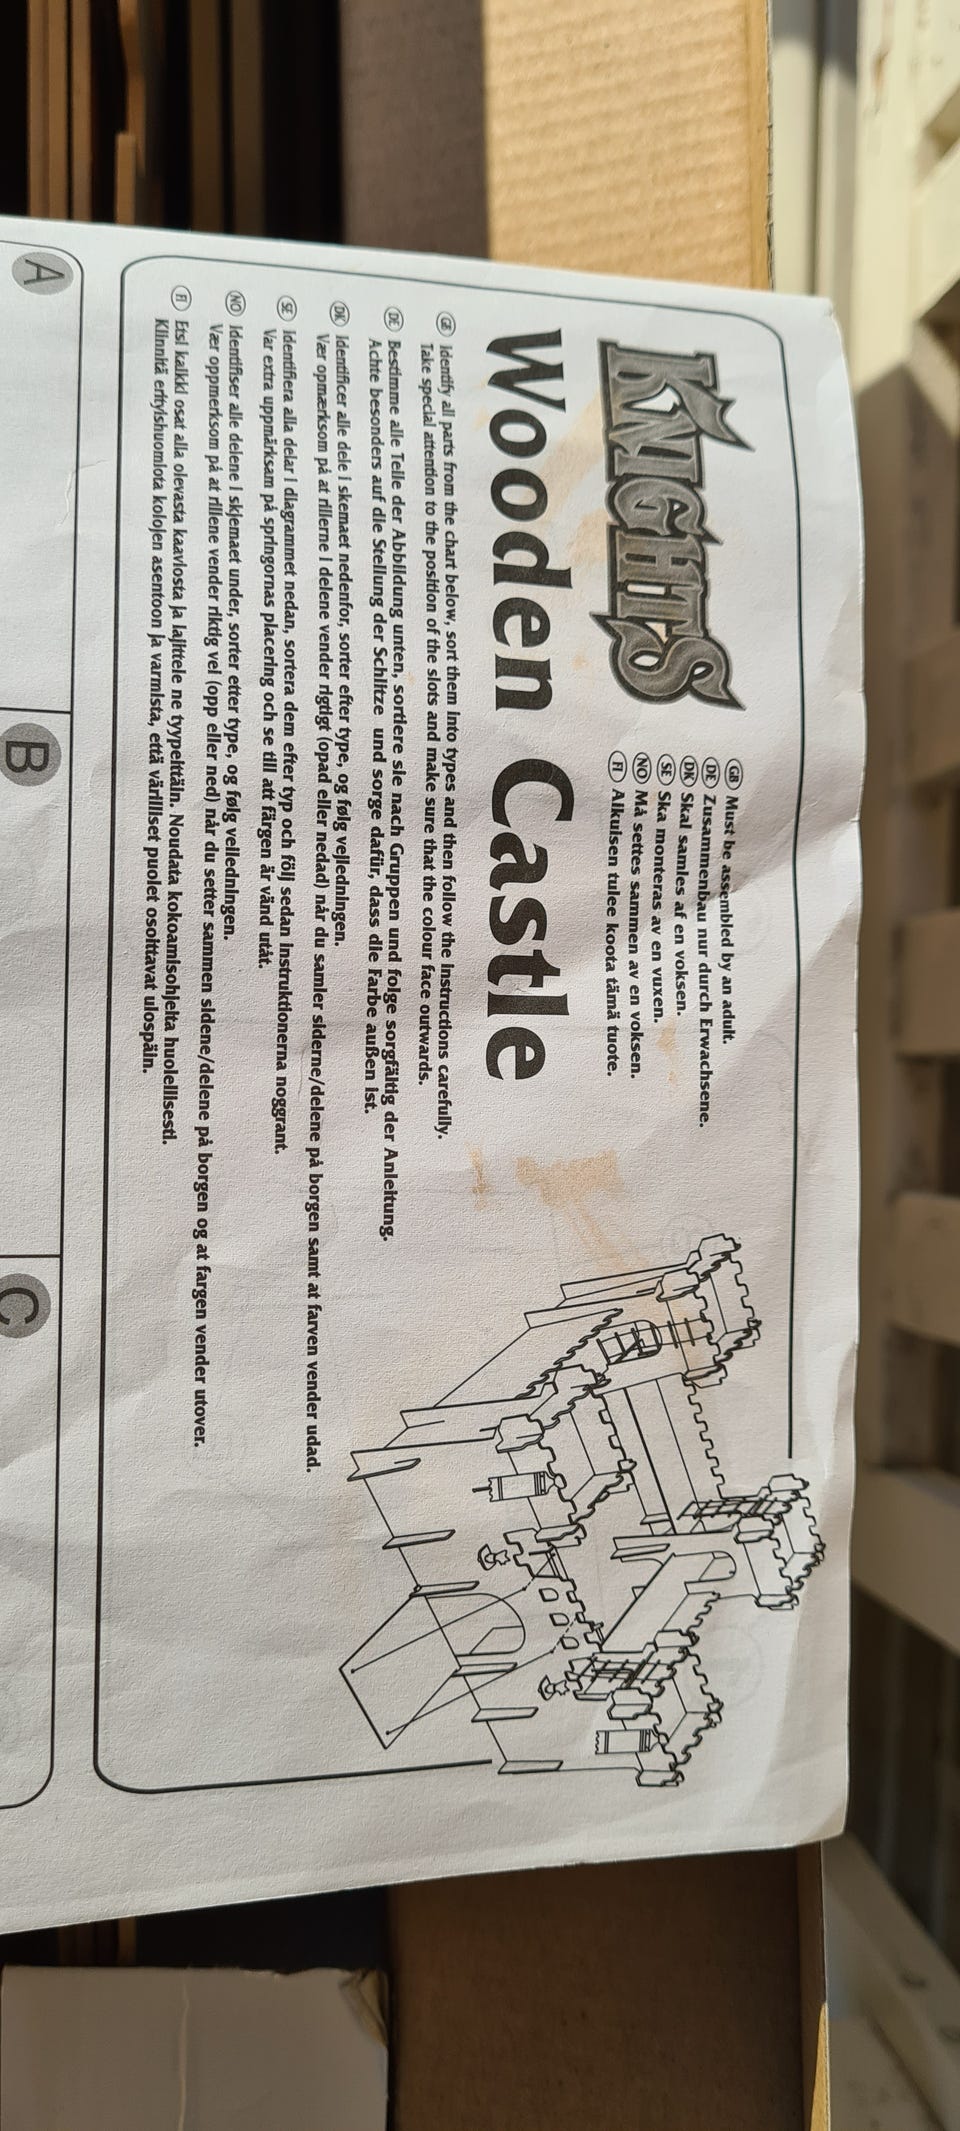 KNIGHTS
GB Must be assembled by an adult.
DE Zusammenbau nur durch Erwachsene.
DK Skal samles af en voksen.
SE Ska monteras av en vuxen.
NO Må settes sammen av en voksen.
FI Aikuisen tulee koota tämä tuote.
Wooden Castle
GB Identify all parts from the chart below, sort them into types and then follow the instructions carefully.
Take special attention to the position of the slots and make sure that the colour face outwards.
DE Bestimme alle Teile der Abbildung unten, sortiere sie nach Gruppen und folge sorgfältig der Anleitung.
Achte besonders auf die Stellung der Schlitze und sorge dafür, dass die Farbe außen ist.
DK Identificer alle dele i skemaet nedenfor, sorter efter type, og følg vejledningen.
Vær opmærksom på at rillerne i delene vender rigtigt (opad eller nedad) når du samler siderne/delene på borgen samt at farven vender udad.
SE Identifiera alla delar i diagrammet nedan, sortera dem efter typ och följ sedan instruktionerna noggrant.
Var extra uppmärksam på springornas placering och se till att färgen är vänd utåt.
NO Identifiser alle delene i skjemaet under, sorter etter type, og følg veiledningen.
Vær oppmerksom på at rillene vender riktig vei (opp eller ned) når du setter sammen sidene/delene på borgen og at fargen vender utover.
FI Etsi kaikki osat alla olevasta kaaviosta ja lajittele ne tyypeittäin. Noudata kokoamisohjeita huolellisesti.
Kiinnitä erityishuomiota kolojen asentoon ja varmista, että värilliset puolet osoittavat ulospäin.
A B C